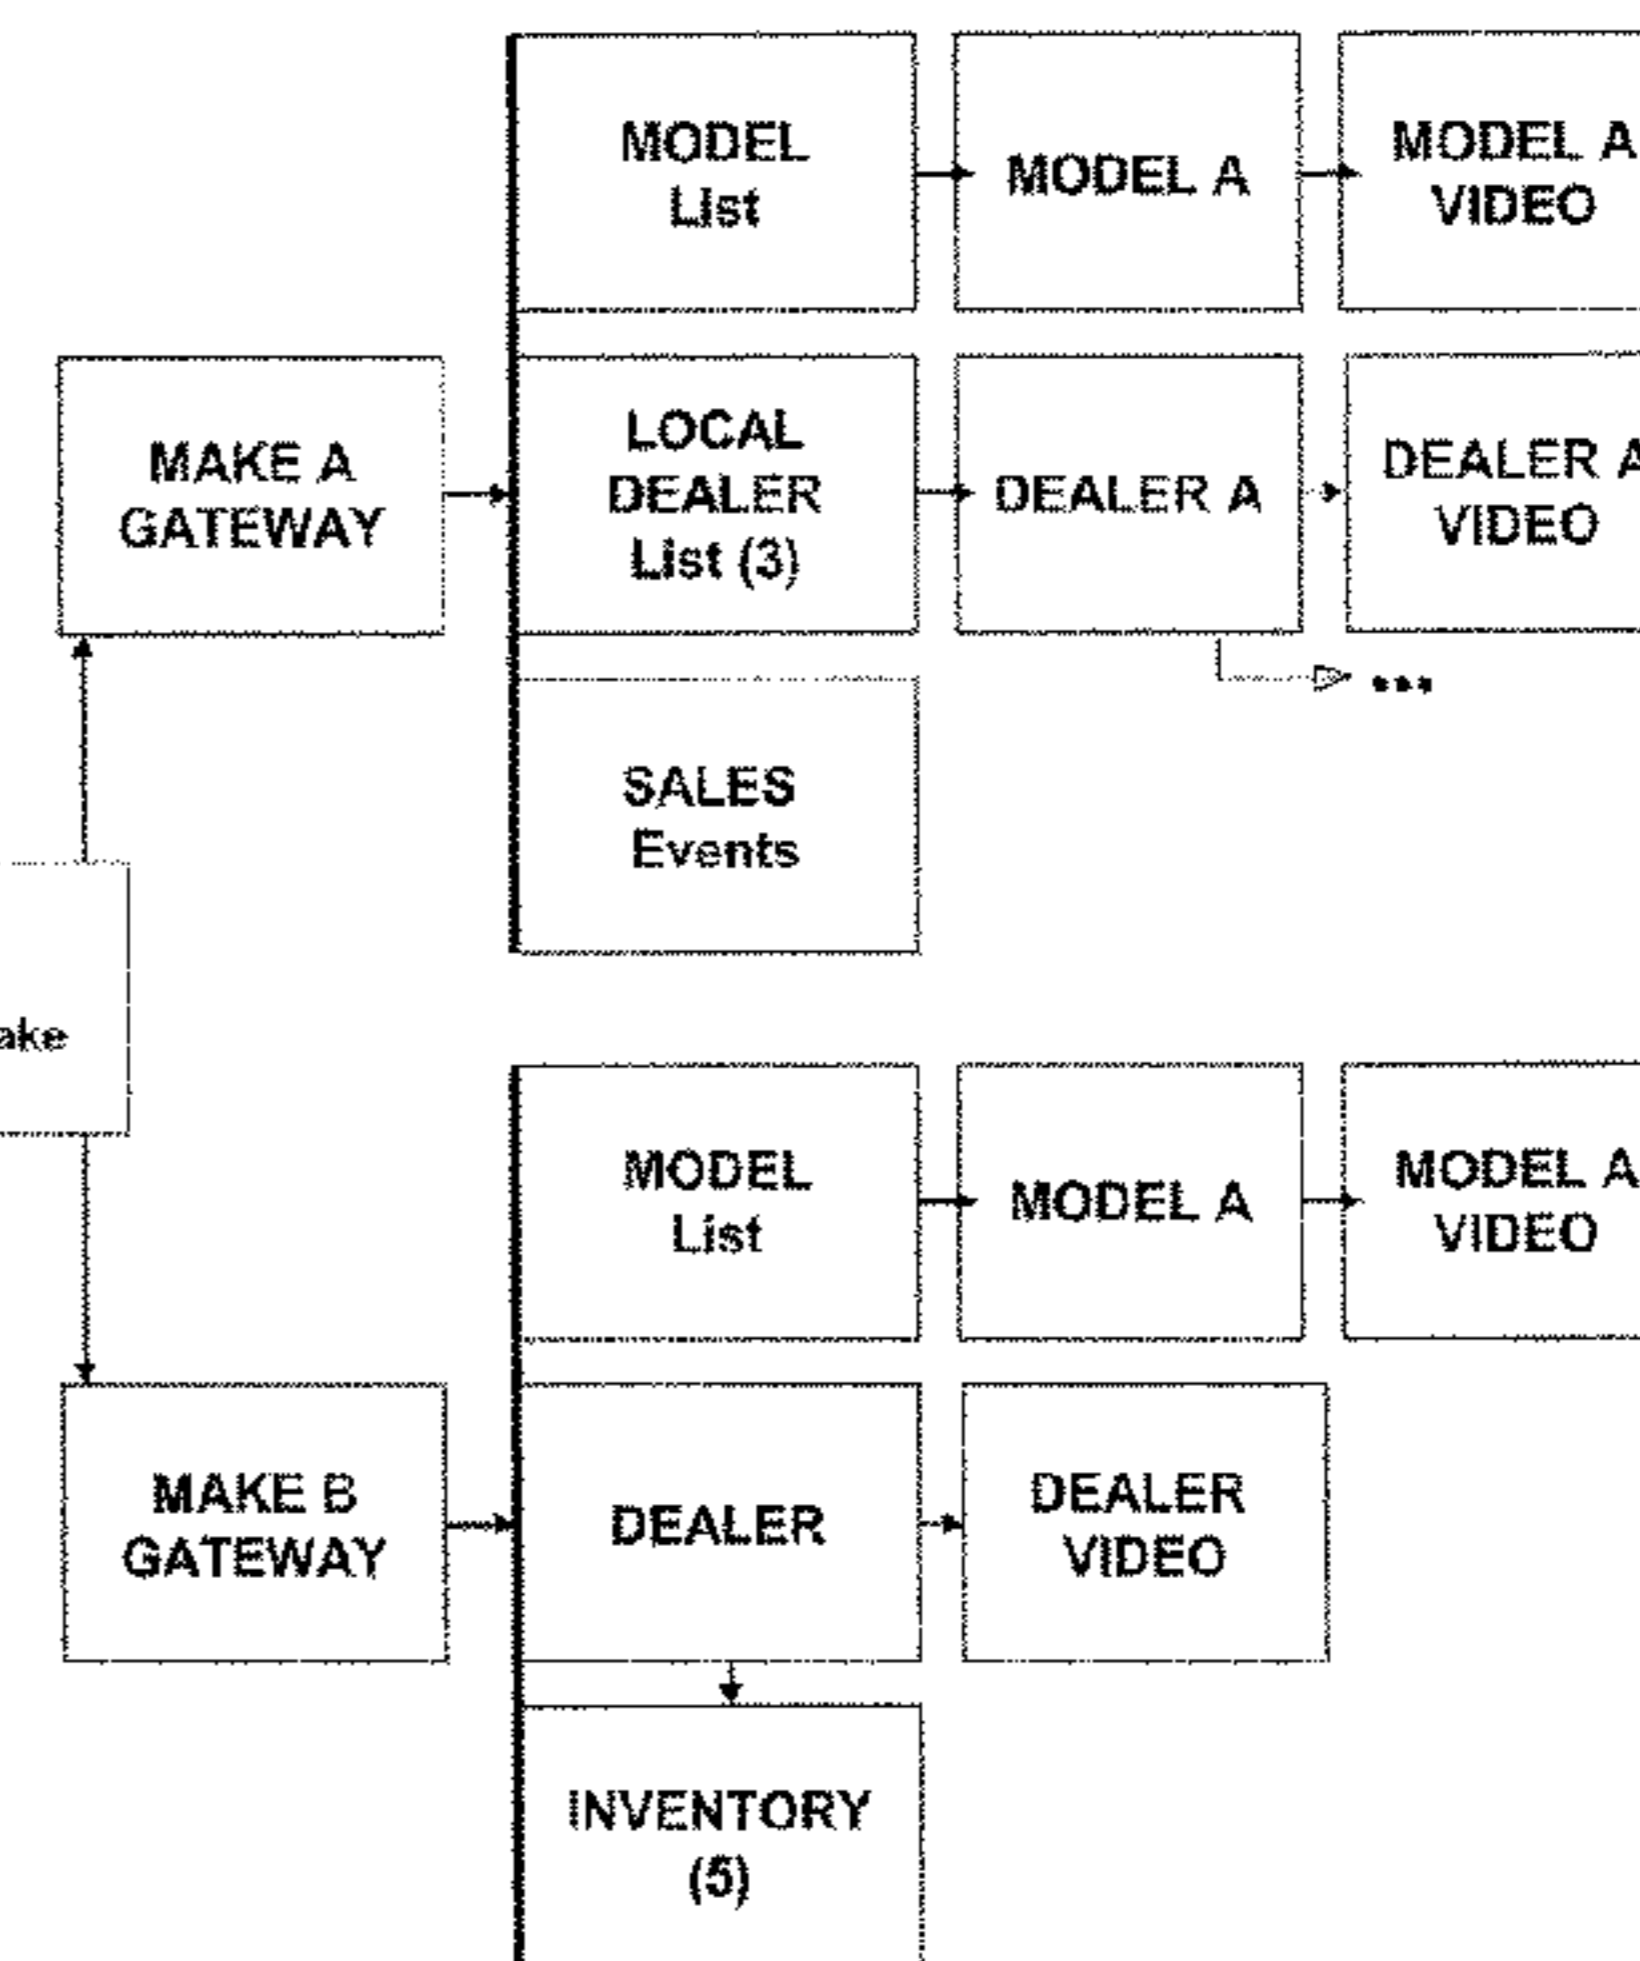 MODEL
List
MODEL A
MODEL A
VIDEO
MAKE A
GATEWAY
LOCAL
DEALER
List (3)
DEALER A
DEALER A
VIDEO
...
SALES
Events
ake
MODEL
List
MODEL A
MODEL A
VIDEO
MAKE B
GATEWAY
DEALER
DEALER
VIDEO
INVENTORY
(5)